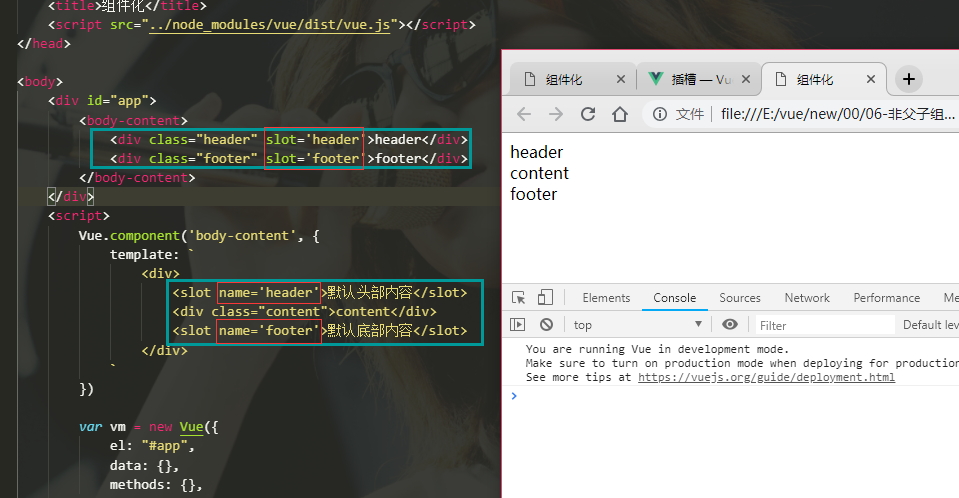 <title>组件化</title>
<script src="../node_modules/vue/dist/vue.js"></script>
</head>
<body>
<div id="app">
<body-content>
<div class="header" slot='header'>header</div>
<div class="footer" slot='footer'>footer</div>
</body-content>
</div>
<script>
Vue.component('body-content', {
template: `
<div>
<slot name='header'>默认头部内容</slot>
<div class="content">content</div>
<slot name='footer'>默认底部内容</slot>
</div>
`
})
var vm = new Vue({
el: "#app",
data: {},
methods: {},
组件化
插槽 — Vu
组件化
文件
file:///E:/vue/new/00/06-非父子组...
header
content
footer
Elements Console Sources Network Performance Me
top
Filter
Default lev
You are running Vue in development mode.
Make sure to turn on production mode when deploying for production
See more tips at https://vuejs.org/guide/deployment.html